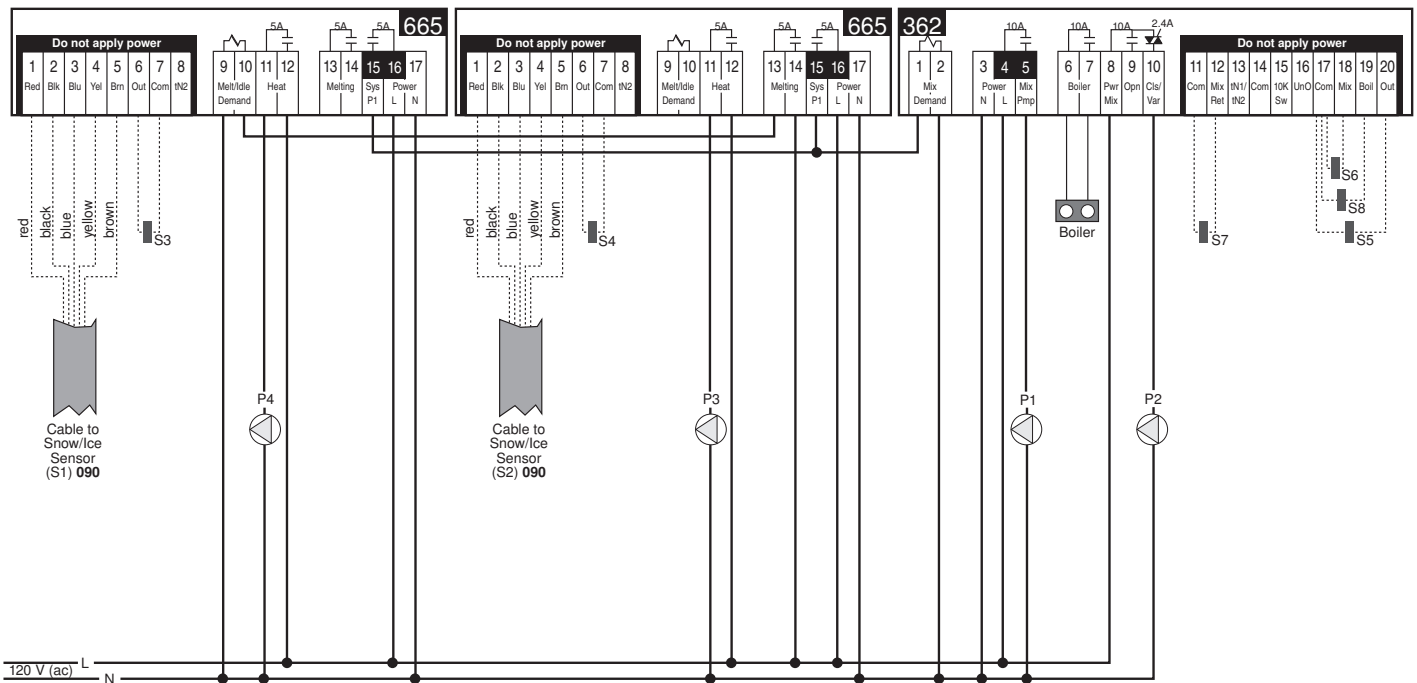 5A 5A 5A 665 5A 5A 5A 665 362 10A 10A 10A 2.4A
Do not apply power
1 2 3 4 5 6 7 8 9 10 11 12 13 14 15 16 17
Red Blk Blu Yel Brn Out Com tN2 Melt/Idle Heat Melting Sys Power
Demand P1 L N
Do not apply power
1 2 3 4 5 6 7 8 9 10 11 12 13 14 15 16 17
Red Blk Blu Yel Brn Out Com tN2 Melt/Idle Heat Melting Sys Power
Demand P1 L N
1 2 3 4 5 6 7 8 9 10
Mix Power Mix Boiler Pwr Opn Cls/
Demand N L Pmp Mix Var
Do not apply power
11 12 13 14 15 16 17 18 19 20
Com Mix tN1/ Com 10K UnO Com Mix Boil Out
Ret tN2 Sw
red
black
blue
yellow
brown
S3
red
black
blue
yellow
brown
S4
Boiler
S7
S6
S8
S5
P4
P3
P1
P2
Cable to
Snow/Ice
Sensor
(S1) 090
Cable to
Snow/Ice
Sensor
(S2) 090
120 V (ac)
L
N